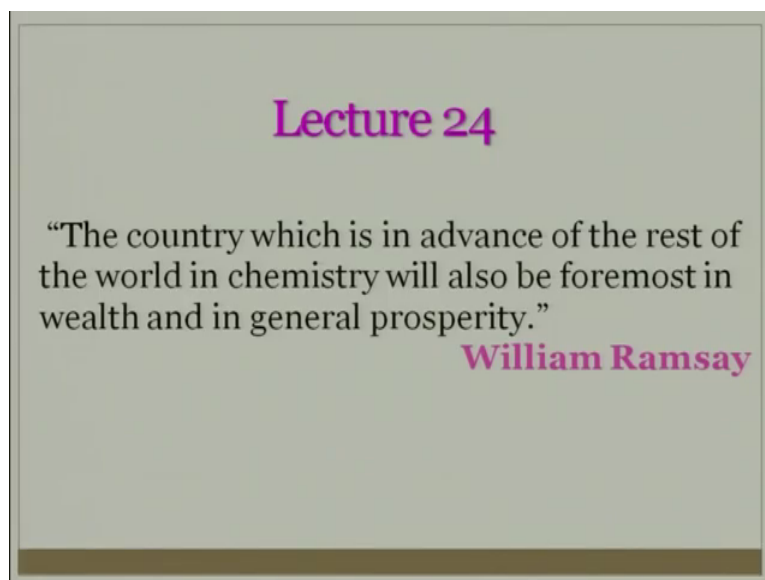 Lecture 24
“The country which is in advance of the rest of
the world in chemistry will also be foremost in
wealth and in general prosperity.”
William Ramsay